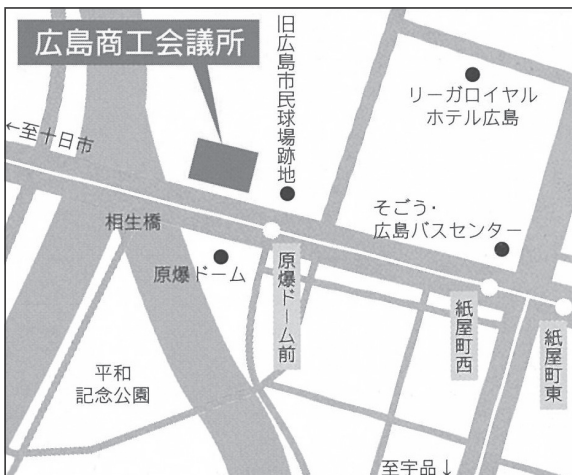 広島商工会議所
旧広島市民球場跡地
リーガロイヤル
ホテル広島
←至十日市
そごう・
広島バスセンター
相生橋
原爆ドーム
原爆ドーム前
紙屋町西
紙屋町東
平和
記念公園
至宇品↓